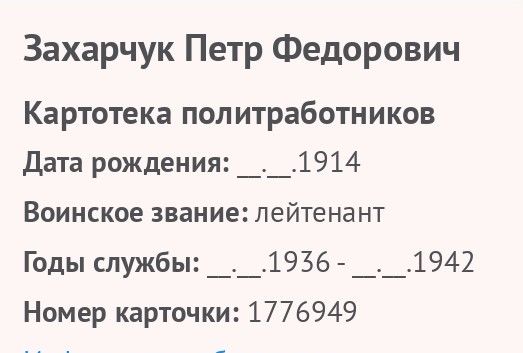 Захарчук Петр Федорович
Картотека политработников
Дата рождения: __.__.1914
Воинское звание: лейтенант
Годы службы: __.__.1936 - __.__.1942
Номер карточки: 1776949